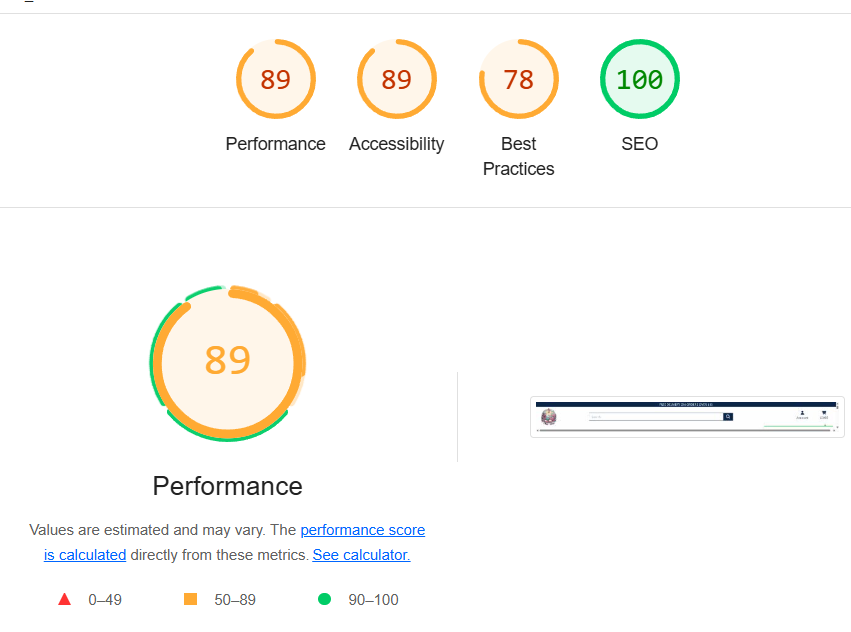 89
89
78
100
Performance
Accessibility
Best
Practices
SEO
89
Performance
Values are estimated and may vary. The performance score
is calculated directly from these metrics. See calculator.
0–49
50–89
90–100